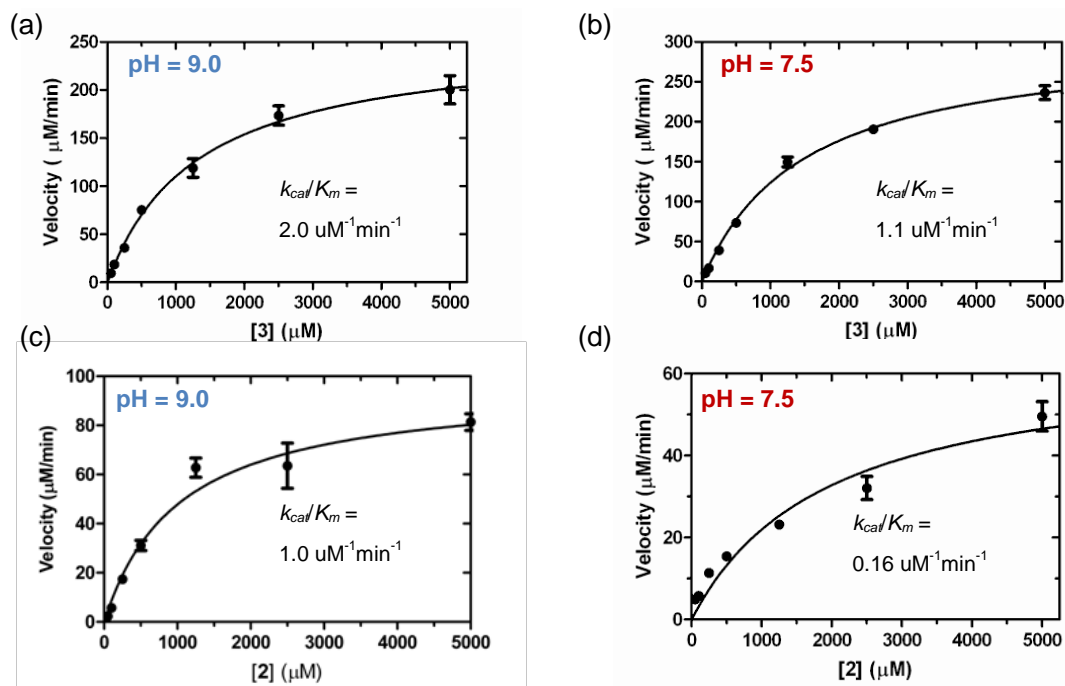 (a)
pH = 9.0
Velocity ( μM/min)
250
200
150
100
50
0
kcat/Km =
2.0 uM-1min-1
0 1000 2000 3000 4000 5000
[3] (μM)
(b)
pH = 7.5
Velocity ( μM/min)
300
250
200
150
100
50
0
kcat/Km =
1.1 uM-1min-1
0 1000 2000 3000 4000 5000
[3] (μM)
(c)
pH = 9.0
Velocity (μM/min)
100
80
60
40
20
0
kcat/Km =
1.0 uM-1min-1
0 1000 2000 3000 4000 5000
[2] (μM)
(d)
pH = 7.5
Velocity (μM/min)
60
40
20
0
kcat/Km =
0.16 uM-1min-1
0 1000 2000 3000 4000 5000
[2] (μM)